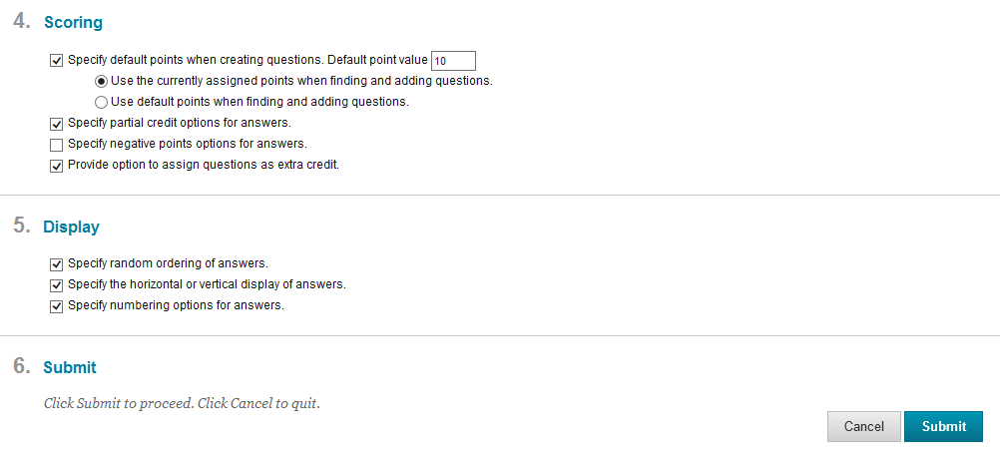 4. Scoring
Specify default points when creating questions. Default point value 10
Use the currently assigned points when finding and adding questions.
Use default points when finding and adding questions.
Specify partial credit options for answers.
Specify negative points options for answers.
Provide option to assign questions as extra credit.
5. Display
Specify random ordering of answers.
Specify the horizontal or vertical display of answers.
Specify numbering options for answers.
6. Submit
Click Submit to proceed. Click Cancel to quit.
Cancel Submit